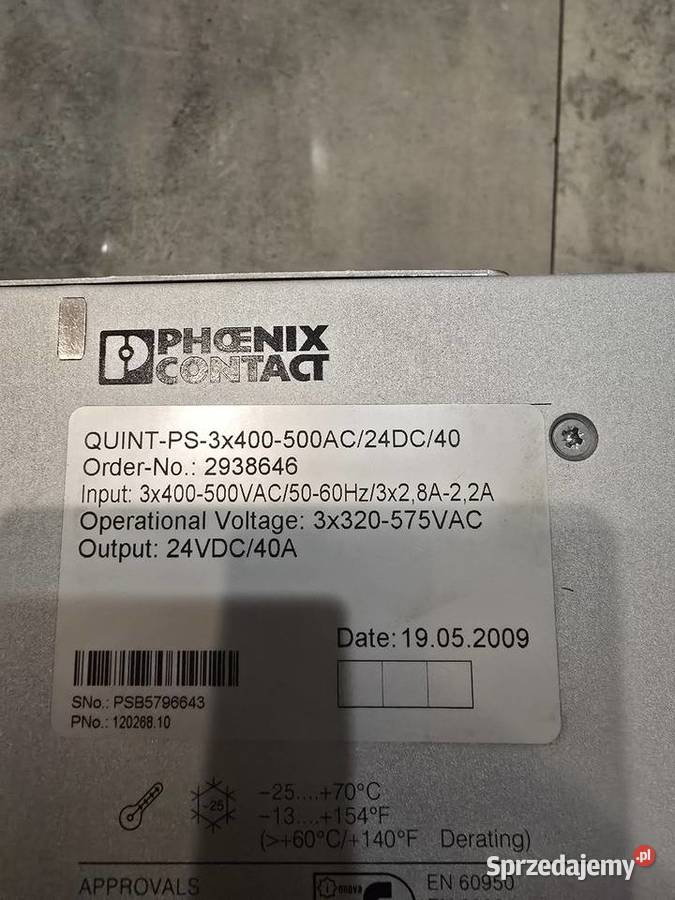 PHŒNIX
CONTACT
QUINT-PS-3x400-500AC/24DC/40
Order-No.: 2938646
Input: 3x400-500VAC/50-60Hz/3x2,8A-2,2A
Operational Voltage: 3x320-575VAC
Output: 24VDC/40A
Date: 19.05.2009
SNo.: PSB5796643
PNo.: 120268.10
-25
-25....+70°C
-13....+154°F
(>+60°C/+140°F Derating)
APPROVALS
nova
EN 60950
Sprzedajemy.pl